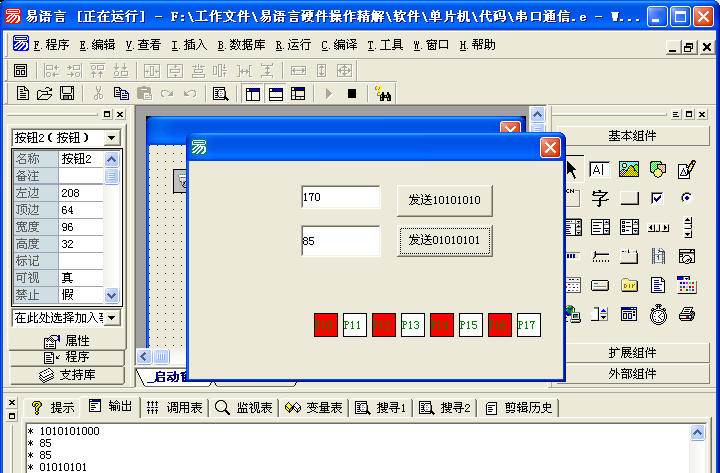 易语言 [正在运行] - F:\工作文件\易语言硬件操作精解\软件\单片机\代码\串口通信.e - W...
F.程序 E.编辑 V.查看 I.插入 B.数据库 R.运行 C.编译 T.工具 W.窗口 H.帮助
按钮2（按钮）
名称 按钮2
备注
左边 208
顶边 64
宽度 96
高度 32
标记
可视 真
禁止 假
在此处选择加入
属性
程序
支持库
170 发送10101010
85 发送01010101
P11 P13 P15 P17
_启动
基本组件
字
扩展组件
外部组件
提示 输出 调用表 监视表 变量表 搜寻1 搜寻2 剪辑历史
* 1010101000
* 85
* 85
* 01010101